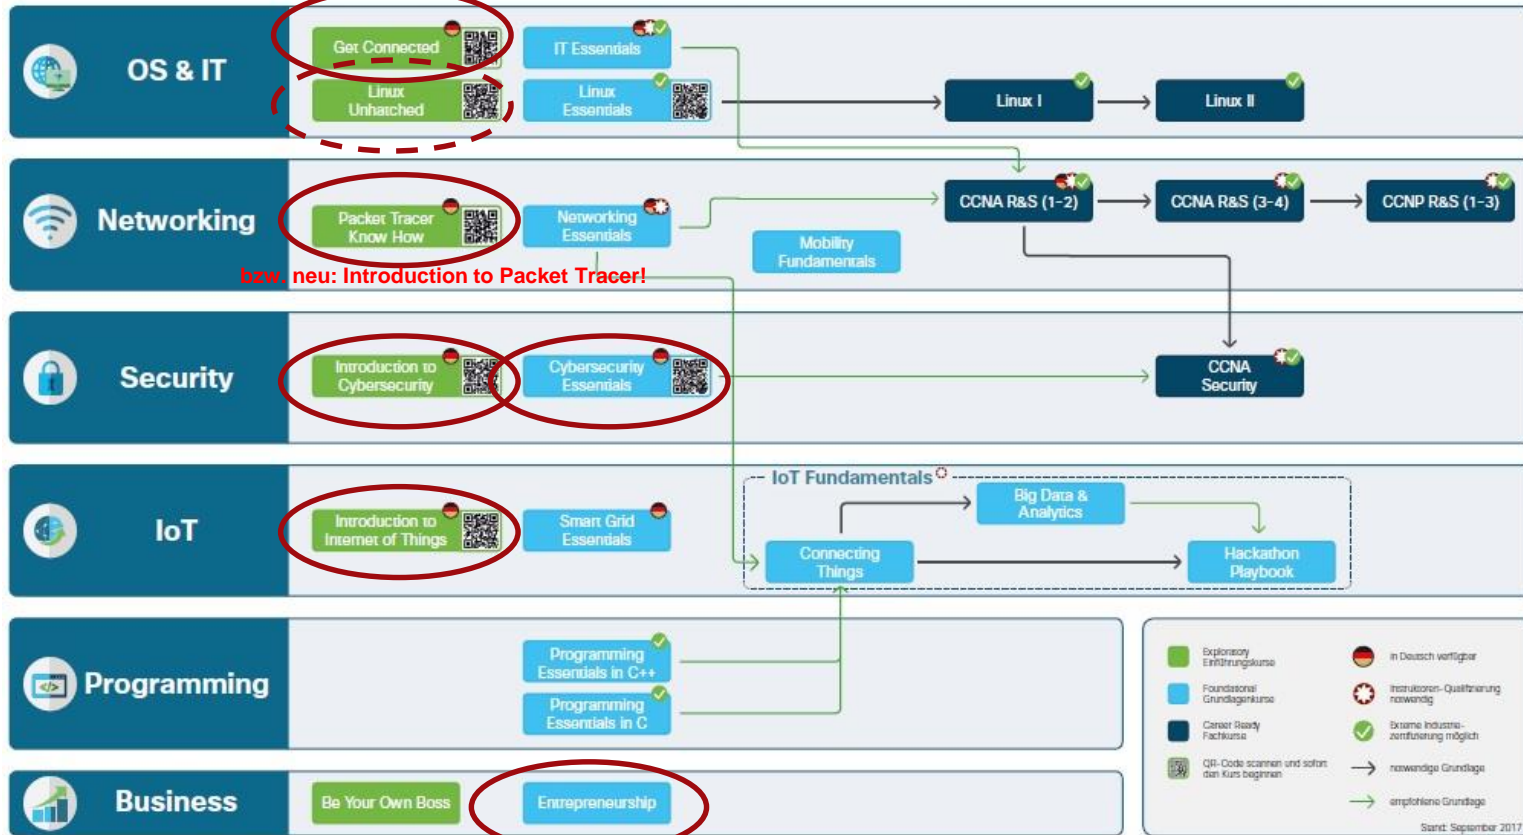 OS & IT
Get Connected
IT Essentials
Linux
Unhatched
Linux
Essentials
Linux I
Linux II
Networking
Packet Tracer
Know How
Networking
Essentials
Mobility
Fundamentals
CCNA R&S (1-2)
CCNA R&S (3-4)
CCNP R&S (1-3)
bzw. neu: Introduction to Packet Tracer!
Security
Introduction to
Cybersecurity
Cybersecurity
Essentials
CCNA
Security
IoT
Introduction to
Internet of Things
Smart Grid
Essentials
IoT Fundamentals
Connecting
Things
Big Data &
Analytics
Hackathon
Playbook
Programming
Programming
Essentials in C++
Programming
Essentials in C
Business
Be Your Own Boss
Entrepreneurship
Exploratory
Einführungskurse
Foundational
Grundlagenkurse
Career Ready
Fachkurse
QR-Code scannen und sofort
den Kurs beginnen
in Deutsch verfügbar
Instruktoren-Qualifizierung
notwendig
Externe Industrie-
zertifizierung möglich
notwendige Grundlage
empfohlene Grundlage
Stand: September 2017